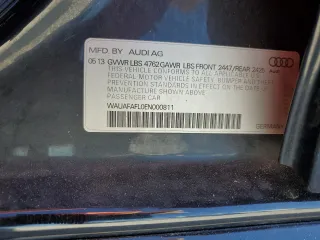 MFD. BY AUDI AG
05 13 GVWR LBS 4762 GAWR LBS FRONT 2447/REAR 2425
THIS VEHICLE CONFORMS TO ALL APPLICABLE
FEDERAL MOTOR VEHICLE SAFETY, BUMPER, AND THEFT
PREVENTION STANDARDS IN EFFECT ON THE
DATE OF MANUFACTURE SHOWN ABOVE
PASSENGER CAR
WAUAFAFL0EN000811
Audi